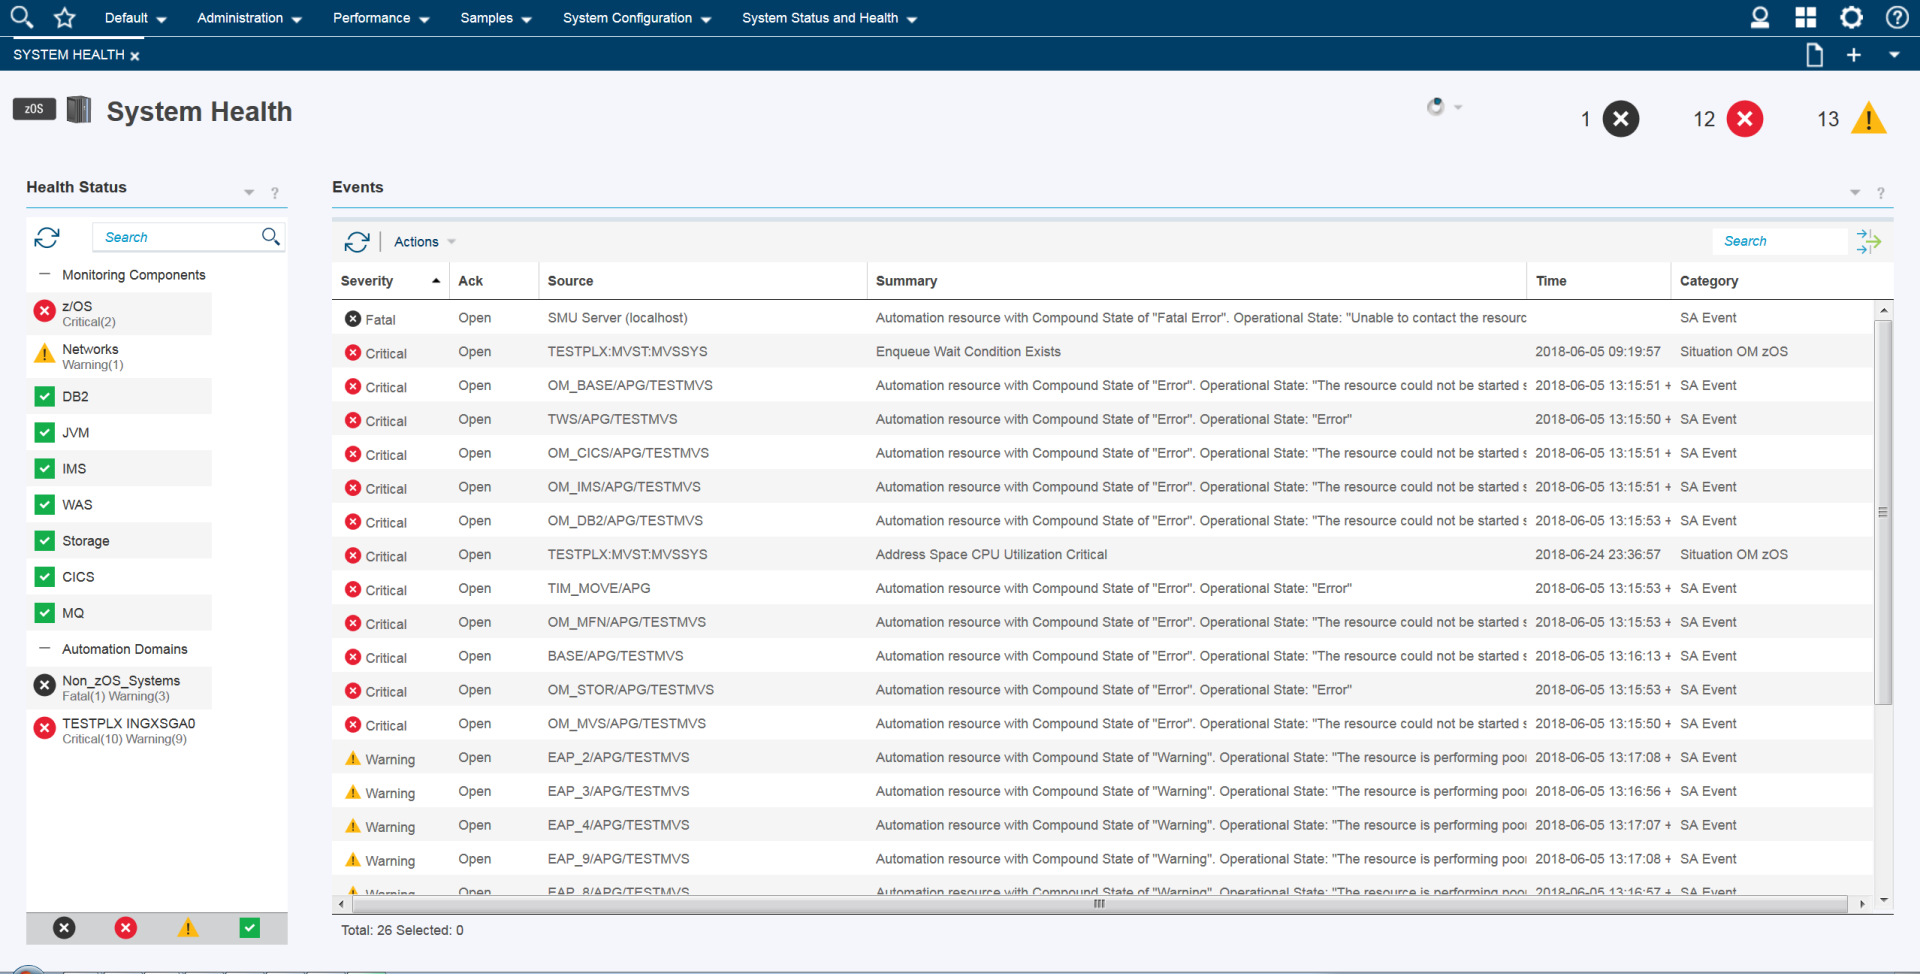 Default Administration Performance Samples System Configuration System Status and Health
SYSTEM HEALTH
zOS System Health 1 12 13
Health Status
Search
Monitoring Components
z/OS
Critical(2)
Networks
Warning(1)
DB2
JVM
IMS
WAS
Storage
CICS
MQ
Automation Domains
Non_zOS_Systems
Fatal(1) Warning(3)
TESTPLX INGXSGA0
Critical(10) Warning(9)
Events
Actions Search
Severity Ack Source Summary Time Category
Fatal Open SMU Server (localhost) Automation resource with Compound State of "Fatal Error". Operational State: "Unable to contact the resourc SA Event
Critical Open TESTPLX:MVST:MVSSYS Enqueue Wait Condition Exists 2018-06-05 09:19:57 Situation OM zOS
Critical Open OM_BASE/APG/TESTMVS Automation resource with Compound State of "Error". Operational State: "The resource could not be started s 2018-06-05 13:15:51 + SA Event
Critical Open TWS/APG/TESTMVS Automation resource with Compound State of "Error". Operational State: "Error" 2018-06-05 13:15:50 + SA Event
Critical Open OM_CICS/APG/TESTMVS Automation resource with Compound State of "Error". Operational State: "The resource could not be started s 2018-06-05 13:15:51 + SA Event
Critical Open OM_IMS/APG/TESTMVS Automation resource with Compound State of "Error". Operational State: "The resource could not be started s 2018-06-05 13:15:51 + SA Event
Critical Open OM_DB2/APG/TESTMVS Automation resource with Compound State of "Error". Operational State: "The resource could not be started s 2018-06-05 13:15:53 + SA Event
Critical Open TESTPLX:MVST:MVSSYS Address Space CPU Utilization Critical 2018-06-24 23:36:57 Situation OM zOS
Critical Open TIM_MOVE/APG Automation resource with Compound State of "Error". Operational State: "Error" 2018-06-05 13:15:53 + SA Event
Critical Open OM_MFN/APG/TESTMVS Automation resource with Compound State of "Error". Operational State: "The resource could not be started s 2018-06-05 13:15:53 + SA Event
Critical Open BASE/APG/TESTMVS Automation resource with Compound State of "Error". Operational State: "The resource could not be started s 2018-06-05 13:16:13 + SA Event
Critical Open OM_STOR/APG/TESTMVS Automation resource with Compound State of "Error". Operational State: "Error" 2018-06-05 13:15:53 + SA Event
Critical Open OM_MVS/APG/TESTMVS Automation resource with Compound State of "Error". Operational State: "The resource could not be started s 2018-06-05 13:15:50 + SA Event
Warning Open EAP_2/APG/TESTMVS Automation resource with Compound State of "Warning". Operational State: "The resource is performing poor 2018-06-05 13:17:08 + SA Event
Warning Open EAP_3/APG/TESTMVS Automation resource with Compound State of "Warning". Operational State: "The resource is performing poor 2018-06-05 13:16:56 + SA Event
Warning Open EAP_4/APG/TESTMVS Automation resource with Compound State of "Warning". Operational State: "The resource is performing poor 2018-06-05 13:17:07 + SA Event
Warning Open EAP_9/APG/TESTMVS Automation resource with Compound State of "Warning". Operational State: "The resource is performing poor 2018-06-05 13:17:08 + SA Event
Warning Open EAP_8/APG/TESTMVS Automation resource with Compound State of "Warning". Operational State: "The resource is performing poor 2018-06-05 13:16:57 + SA Event
Total: 26 Selected: 0